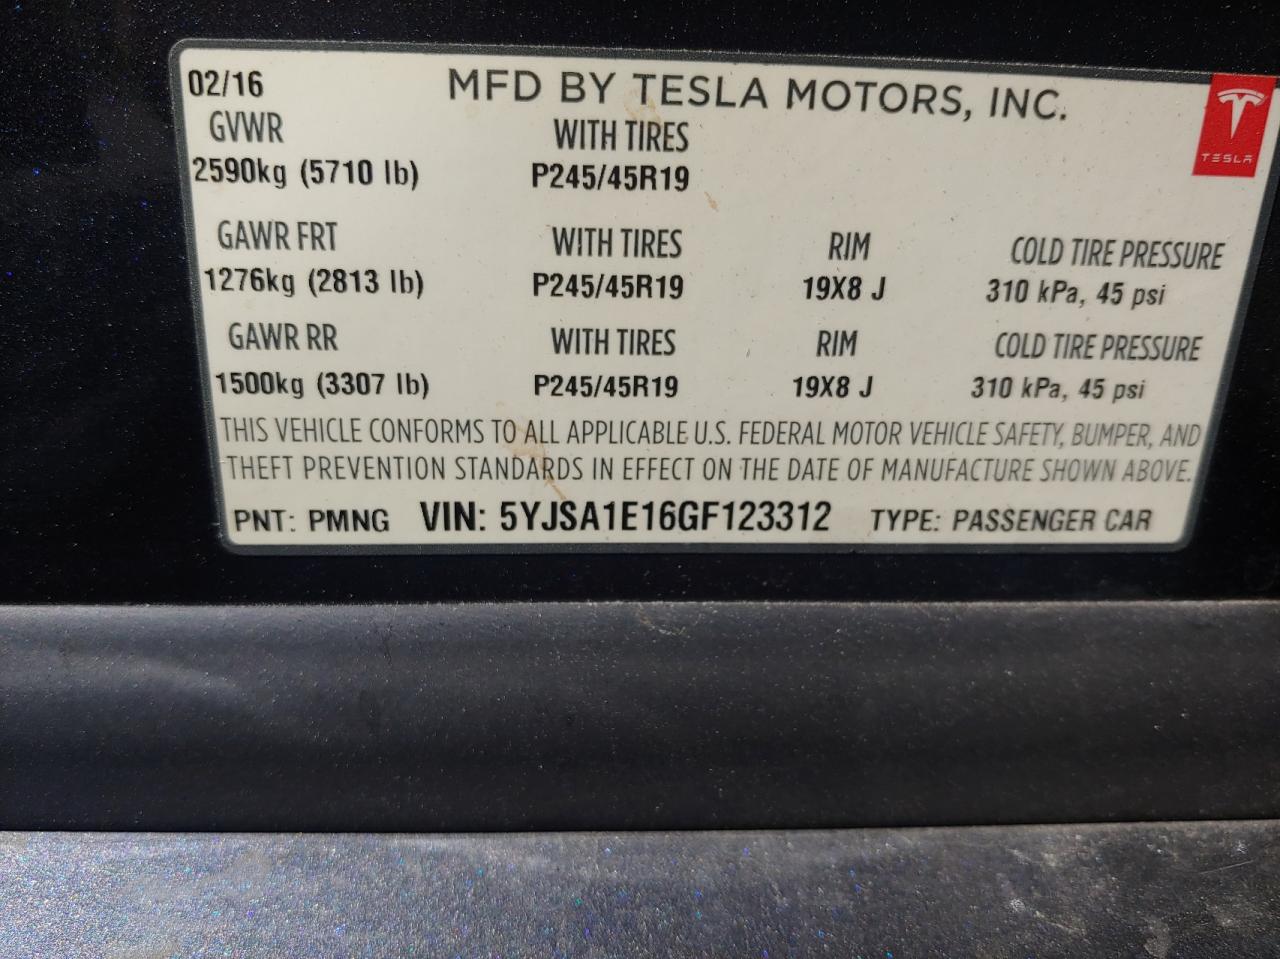 02/16 MFD BY TESLA MOTORS, INC.
TESLA
GVWR WITH TIRES
2590kg (5710 lb) P245/45R19
GAWR FRT WITH TIRES RIM COLD TIRE PRESSURE
1276kg (2813 lb) P245/45R19 19X8 J 310 kPa, 45 psi
GAWR RR WITH TIRES RIM COLD TIRE PRESSURE
1500kg (3307 lb) P245/45R19 19X8 J 310 kPa, 45 psi
THIS VEHICLE CONFORMS TO ALL APPLICABLE U.S. FEDERAL MOTOR VEHICLE SAFETY, BUMPER, AND
THEFT PREVENTION STANDARDS IN EFFECT ON THE DATE OF MANUFACTURE SHOWN ABOVE.
PNT: PMNG VIN: 5YJSA1E16GF123312 TYPE: PASSENGER CAR